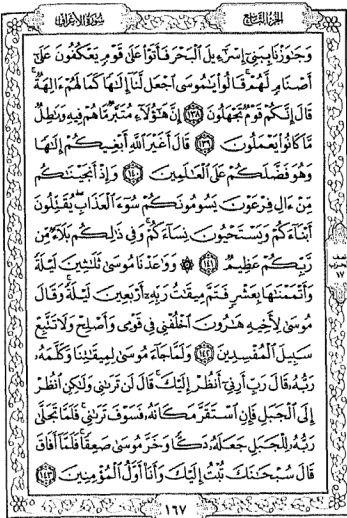 الجزء التاسع
سورة الأعراف
وَجَٰوَزْنَا بِبَنِىٓ إِسْرَٰٓءِيلَ ٱلْبَحْرَ فَأَتَوْا۟ عَلَىٰ قَوْمٍ يَعْكُفُونَ عَلَىٰٓ
أَصْنَامٍ لَّهُمْ ۚ قَالُوا۟ يَٰمُوسَى ٱجْعَل لَّنَآ إِلَٰهًا كَمَا لَهُمْ ءَالِهَةٌ ۚ
قَالَ إِنَّكُمْ قَوْمٌ تَجْهَلُونَ ١٣٨ إِنَّ هَٰٓؤُلَآءِ مُتَبَّرٌ مَّا هُمْ فِيهِ وَبَٰطِلٌ
مَّا كَانُوا۟ يَعْمَلُونَ ١٣٩ قَالَ أَغَيْرَ ٱللَّهِ أَبْغِيكُمْ إِلَٰهًا
وَهُوَ فَضَّلَكُمْ عَلَى ٱلْعَٰلَمِينَ ١٤٠ وَإِذْ أَنجَيْنَٰكُم
مِّنْ ءَالِ فِرْعَوْنَ يَسُومُونَكُمْ سُوٓءَ ٱلْعَذَابِ ۖ يُقَتِّلُونَ
أَبْنَآءَكُمْ وَيَسْتَحْيُونَ نِسَآءَكُمْ ۚ وَفِى ذَٰلِكُم بَلَآءٌ مِّن
رَّبِّكُمْ عَظِيمٌ ١٤١ ۞ وَوَٰعَدْنَا مُوسَىٰ ثَلَٰثِينَ لَيْلَةً
وَأَتْمَمْنَٰهَا بِعَشْرٍ فَتَمَّ مِيقَٰتُ رَبِّهِۦٓ أَرْبَعِينَ لَيْلَةً ۚ وَقَالَ
مُوسَىٰ لِأَخِيهِ هَٰرُونَ ٱخْلُفْنِى فِى قَوْمِى وَأَصْلِحْ وَلَا تَتَّبِعْ
سَبِيلَ ٱلْمُفْسِدِينَ ١٤٢ وَلَمَّا جَآءَ مُوسَىٰ لِمِيقَٰتِنَا وَكَلَّمَهُۥ
رَبُّهُۥ قَالَ رَبِّ أَرِنِىٓ أَنظُرْ إِلَيْكَ ۚ قَالَ لَن تَرَىٰنِى وَلَٰكِنِ ٱنظُرْ
إِلَى ٱلْجَبَلِ فَإِنِ ٱسْتَقَرَّ مَكَانَهُۥ فَسَوْفَ تَرَىٰنِى ۚ فَلَمَّا تَجَلَّىٰ
رَبُّهُۥ لِلْجَبَلِ جَعَلَهُۥ دَكًّا وَخَرَّ مُوسَىٰ صَعِقًا ۚ فَلَمَّآ أَفَاقَ
قَالَ سُبْحَٰنَكَ تُبْتُ إِلَيْكَ وَأَنَا۠ أَوَّلُ ٱلْمُؤْمِنِينَ ١٤٣
١٧
١٦٧